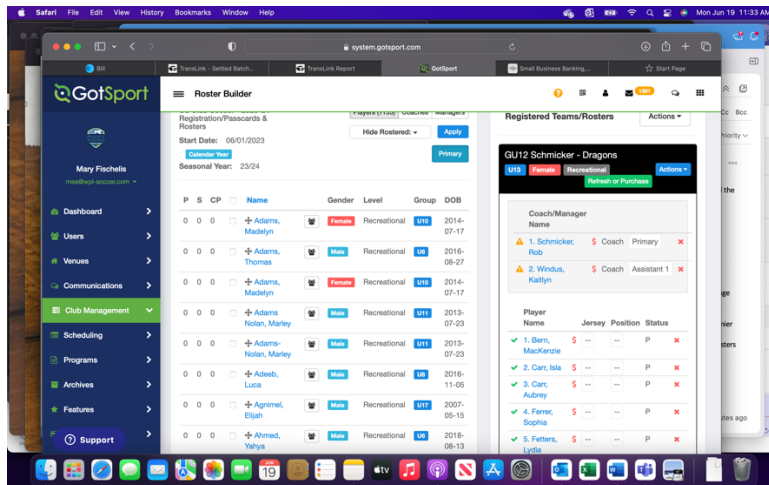 Safari File Edit View History Bookmarks Window Help Mon Jun 19 11:33 AM
system.gotsport.com
Bill TransLink - Settled Batch... TransLink Report GotSport Small Business Banking,... Start Page
GotSport
Roster Builder
Mary Fischelis
Dashboard
Users
Venues
Communications
Club Management
Scheduling
Programs
Archives
Features
Support
Registration/Passcards &
Rosters
Start Date: 06/01/2023
Calendar Year
Seasonal Year: 23/24
Players (1155) Coaches Managers
Hide Rostered: Apply
Primary
P S CP Name Gender Level Group DOB
0 0 0 Adams, Female Recreational U10 2014-
Madelyn 07-17
0 0 0 Adams, Male Recreational U8 2016-
Thomas 08-27
0 0 0 Adams, Female Recreational U10 2014-
Madelyn 07-17
0 0 0 Adams Male Recreational U11 2013-
Nolan, Marley 07-23
0 0 0 Adams- Male Recreational U11 2013-
Nolan, Marley 07-23
0 0 0 Adeeb, Male Recreational U8 2016-
Luca 11-05
0 0 0 Agnimel, Male Recreational U17 2007-
Elijah 05-15
0 0 0 Ahmed, Male Recreational U6 2018-
Yahya 08-13
Registered Teams/Rosters Actions
GU12 Schmicker - Dragons
U13 Female Recreational Actions
Refresh or Purchase
Coach/Manager
Name
1. Schmicker, $ Coach Primary
Rob
2. Windus, $ Coach Assistant 1
Kaitlyn
Player
Name Jersey Position Status
1. Bern, $ -- -- P
MacKenzie
2. Carr, Isla $ -- -- P
3. Carr, $ -- -- P
Aubrey
4. Ferrer, $ -- -- P
Sophia
5. Fetters, $ -- -- P
Lydia
Cc Bcc
Priority
JUN
19
tv